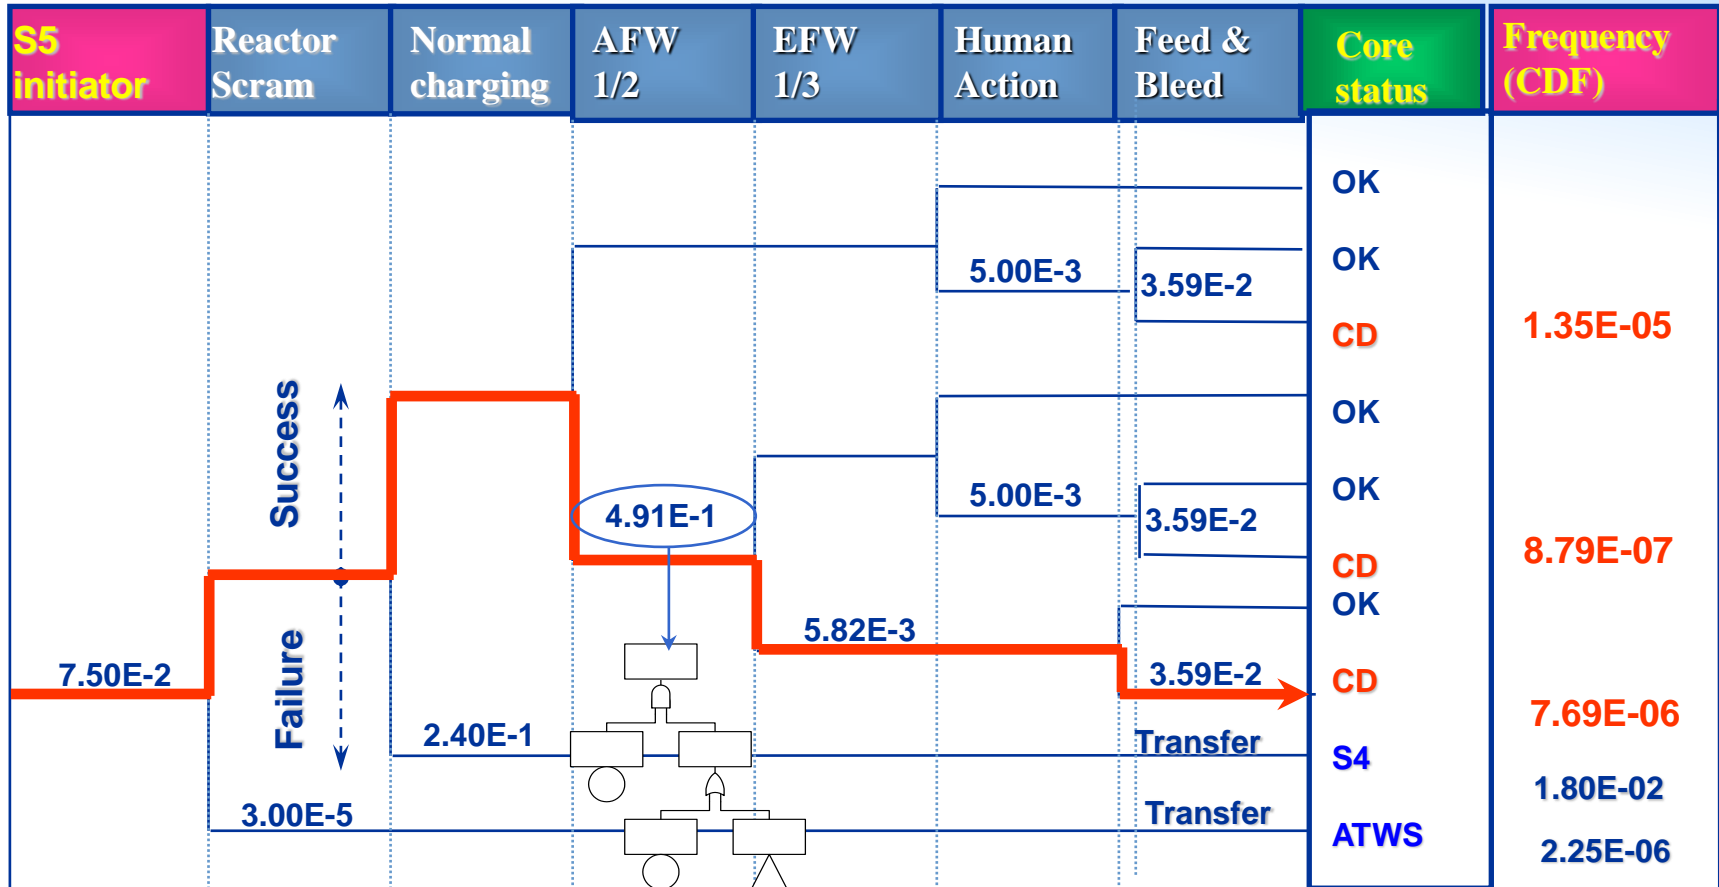 S5
initiator
Reactor
Scram
Normal
charging
AFW
1/2
EFW
1/3
Human
Action
Feed &
Bleed
Core
status
Frequency
(CDF)
OK
OK
5.00E-3
3.59E-2
CD
1.35E-05
OK
Success
OK
5.00E-3
3.59E-2
4.91E-1
CD
8.79E-07
OK
Failure
5.82E-3
7.50E-2
3.59E-2
CD
7.69E-06
2.40E-1
Transfer
S4
1.80E-02
3.00E-5
Transfer
ATWS
2.25E-06